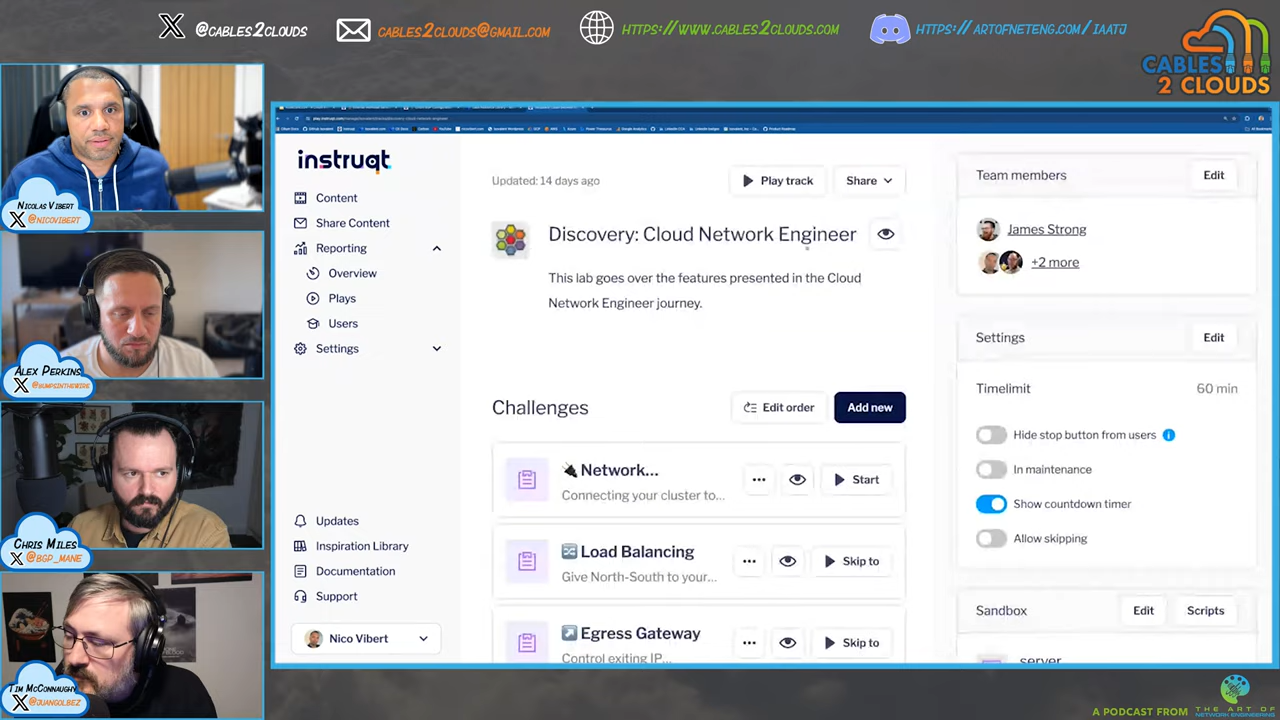 @CABLES2CLOUDS
CABLES2CLOUDS@GMAIL.COM
HTTPS://WWW.CABLES2CLOUDS.COM
HTTPS://ARTOFNETENG.COM/IAATJ
CABLES
2 CLOUDS
NICOLAS VIBERT
@NICOVIBERT
ALEX PERKINS
@BUMPSINTHEWIRE
CHRIS MILES
@BGP_MANE
TIM MCCONNAUGHY
@JUANGOLBEZ
instruqt
Content
Share Content
Reporting
Overview
Plays
Users
Settings
Updates
Inspiration Library
Documentation
Support
Nico Vibert
Updated: 14 days ago
Play track
Share
Discovery: Cloud Network Engineer
This lab goes over the features presented in the Cloud
Network Engineer journey.
Challenges
Edit order
Add new
Network...
Connecting your cluster to...
Start
Load Balancing
Give North-South to your...
Skip to
Egress Gateway
Control exiting IP...
Skip to
Team members
Edit
James Strong
+2 more
Settings
Edit
Timelimit
60 min
Hide stop button from users
In maintenance
Show countdown timer
Allow skipping
Sandbox
Edit
Scripts
server
A PODCAST FROM
THE ART OF
NETWORK ENGINEERING